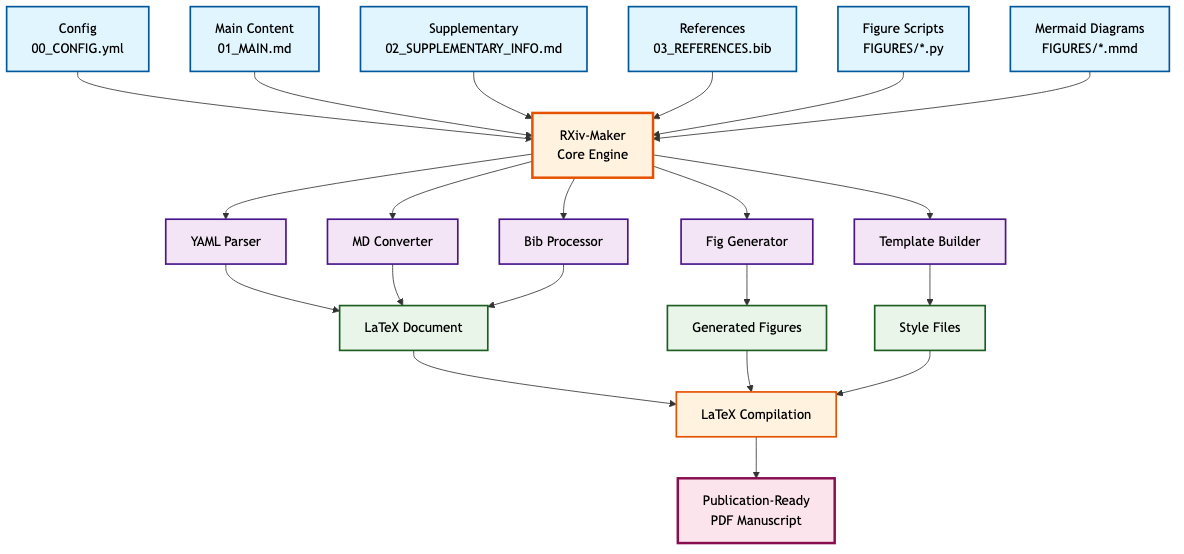 Config
00_CONFIG.yml
Main Content
01_MAIN.md
Supplementary
02_SUPPLEMENTARY_INFO.md
References
03_REFERENCES.bib
Figure Scripts
FIGURES/*.py
Mermaid Diagrams
FIGURES/*.mmd
RXiv-Maker
Core Engine
YAML Parser
MD Converter
Bib Processor
Fig Generator
Template Builder
LaTeX Document
Generated Figures
Style Files
LaTeX Compilation
Publication-Ready
PDF Manuscript